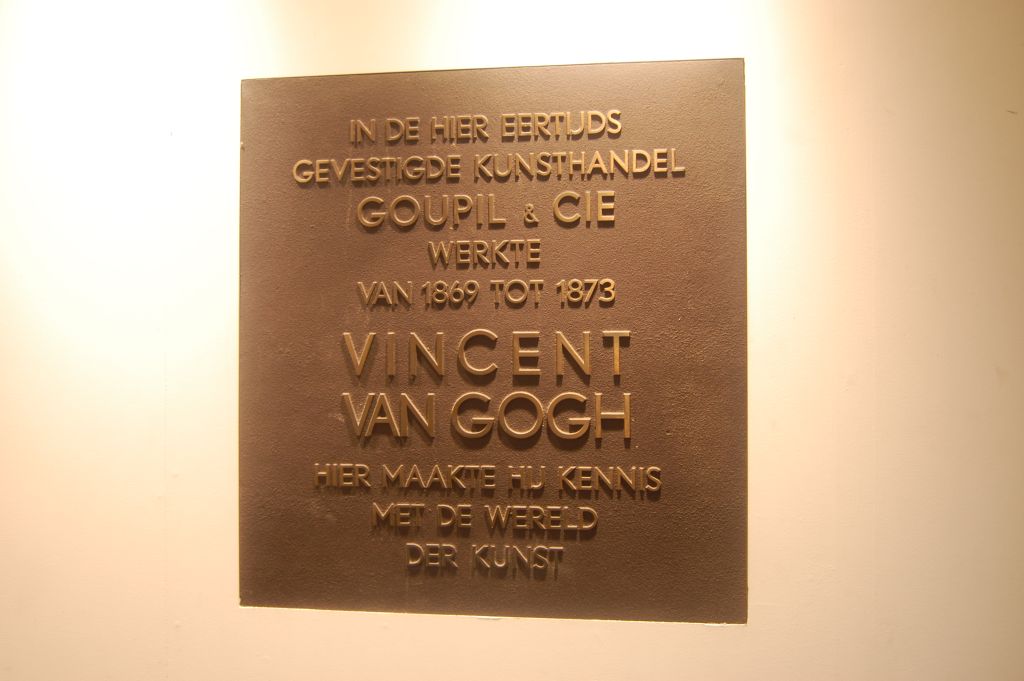 IN DE HIER EERTIJDS
GEVESTIGDE KUNSTHANDEL
GOUPIL & CIE
WERKTE
VAN 1869 TOT 1873
VINCENT
VAN GOGH
HIER MAAKTE HIJ KENNIS
MET DE WERELD
DER KUNST